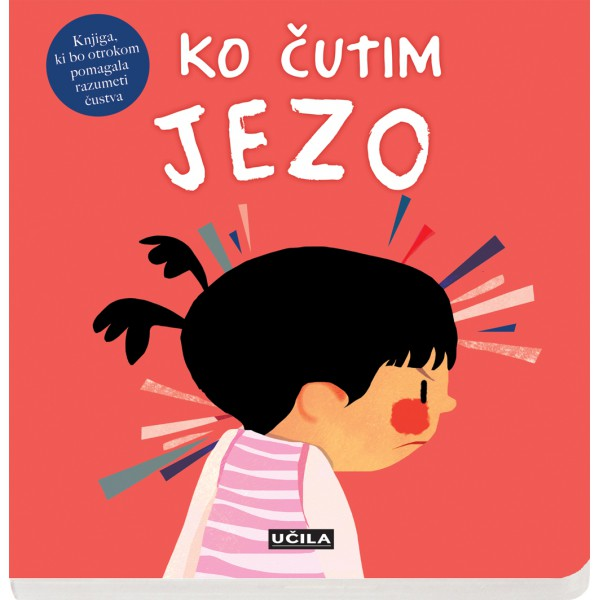 Knjiga,
ki bo otrokom
pomagala
razumeti
čustva
KO ČUTIM
JEZO
UČILA